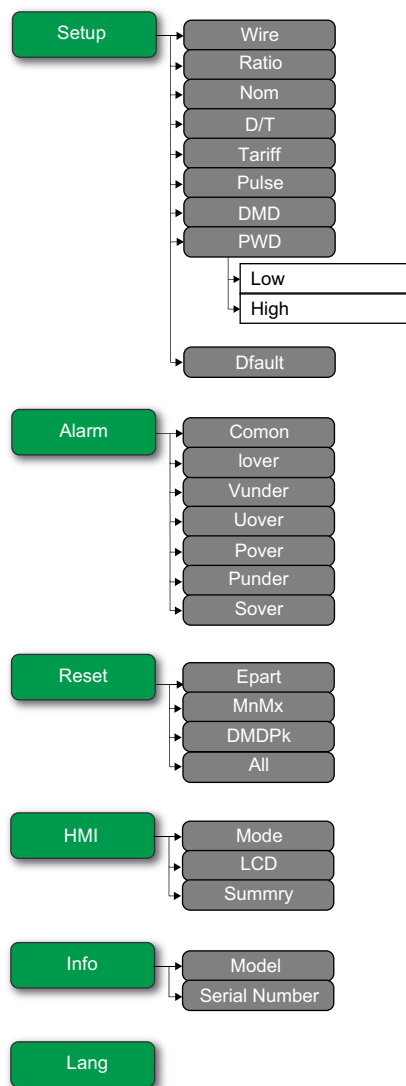 Setup
Wire
Ratio
Nom
D/T
Tariff
Pulse
DMD
PWD
Low
High
Dfault
Alarm
Comon
Iover
Vunder
Uover
Pover
Punder
Sover
Reset
Epart
MnMx
DMDPk
All
HMI
Mode
LCD
Summry
Info
Model
Serial Number
Lang